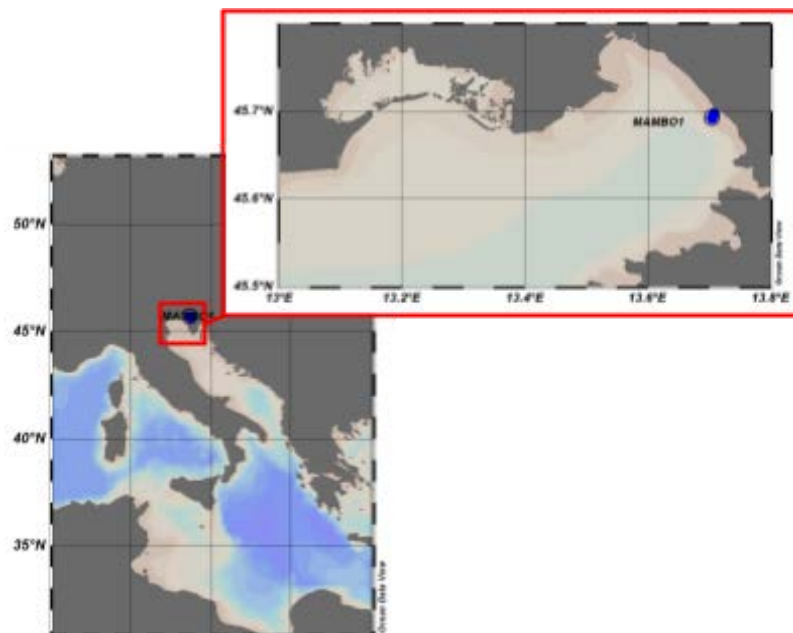 45.7°N
MAMBO1
45.6°N
45.5°N
13°E
13.2°E
13.4°E
13.6°E
13.8°E
Ocean Data View
50°N
45°N
40°N
35°N
Ocean Data View